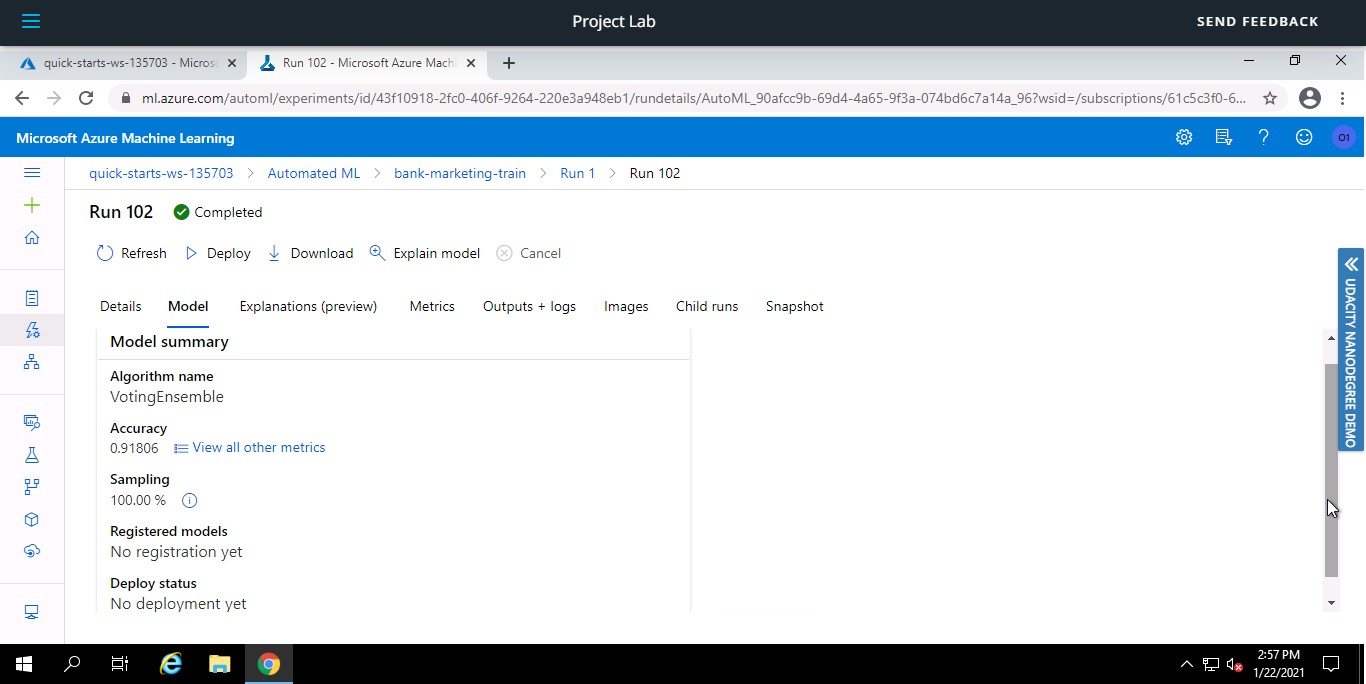 Project Lab
SEND FEEDBACK
quick-starts-ws-135703 - Micros
Run 102 - Microsoft Azure Mach
ml.azure.com/automl/experiments/id/43f10918-2fc0-406f-9264-220e3a948eb1/rundetails/AutoML_90afcc9b-69d4-4a65-9f3a-074bd6c7a14a_96?wsid=/subscriptions/61c5c3f0-6...
Microsoft Azure Machine Learning
O1
quick-starts-ws-135703 > Automated ML > bank-marketing-train > Run 1 > Run 102
Run 102 Completed
Refresh Deploy Download Explain model Cancel
Details Model Explanations (preview) Metrics Outputs + logs Images Child runs Snapshot
Model summary
Algorithm name
VotingEnsemble
Accuracy
0.91806 View all other metrics
Sampling
100.00 %
Registered models
No registration yet
Deploy status
No deployment yet
UDACITY NANODEGREE DEMO
2:57 PM
1/22/2021